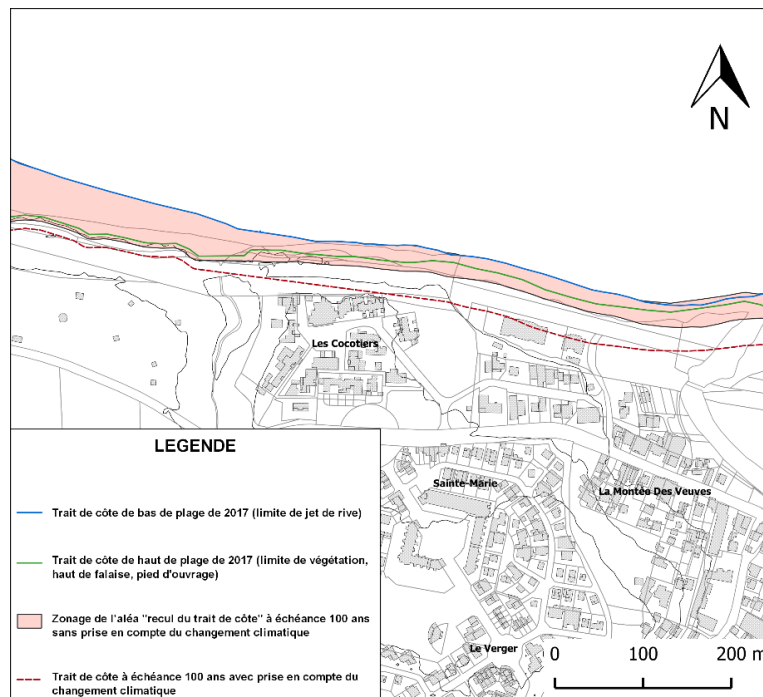 N
Les Cocotiers
Sainte-Marie
La Montée Des Veuves
Le Verger
LEGENDE
Trait de côte de bas de plage de 2017 (limite de jet de rive)
Trait de côte de haut de plage de 2017 (limite de végétation,
haut de falaise, pied d'ouvrage)
Zonage de l'aléa "recul du trait de côte" à échéance 100 ans
sans prise en compte du changement climatique
Trait de côte à échéance 100 ans avec prise en compte du
changement climatique
0 100 200 m